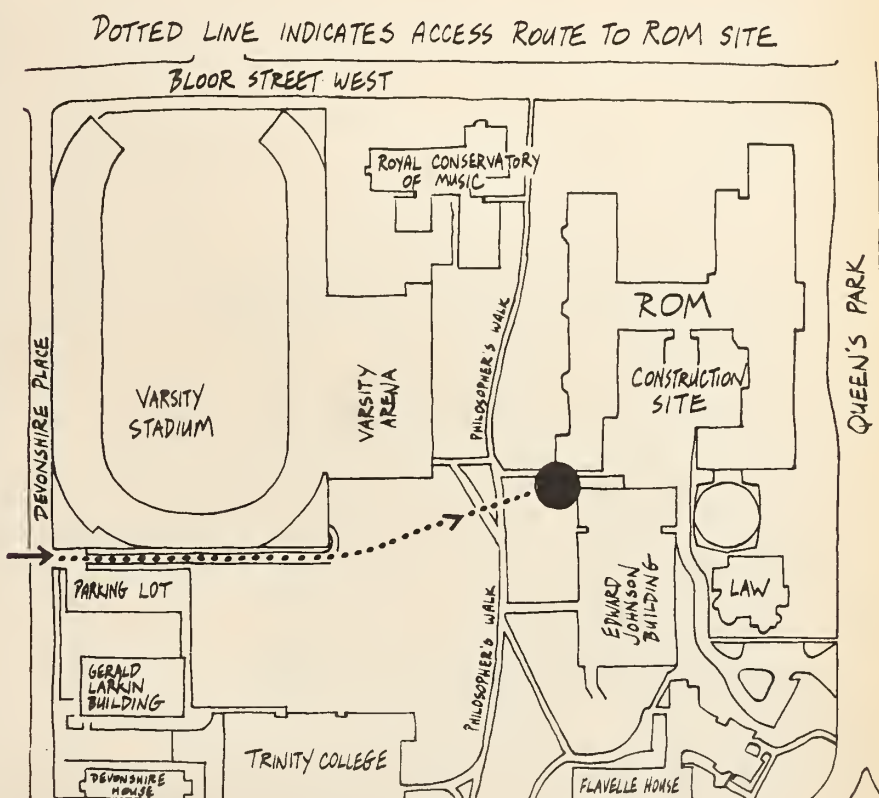 DOTTED LINE INDICATES ACCESS ROUTE TO ROM SITE
BLOOR STREET WEST
ROYAL CONSERVATORY
OF MUSIC
ROM
CONSTRUCTION
SITE
QUEEN'S PARK
PHILOSOPHER'S WALK
VARSITY
ARENA
VARSITY
STADIUM
DEVONSHIRE PLACE
PARKING LOT
GERALD
LARKIN
BUILDING
DEVONSHIRE
HOUSE
TRINITY COLLEGE
PHILOSOPHER'S WALK
EDWARD
JOHNSON
BUILDING
LAW
FLAVELLE HOUSE